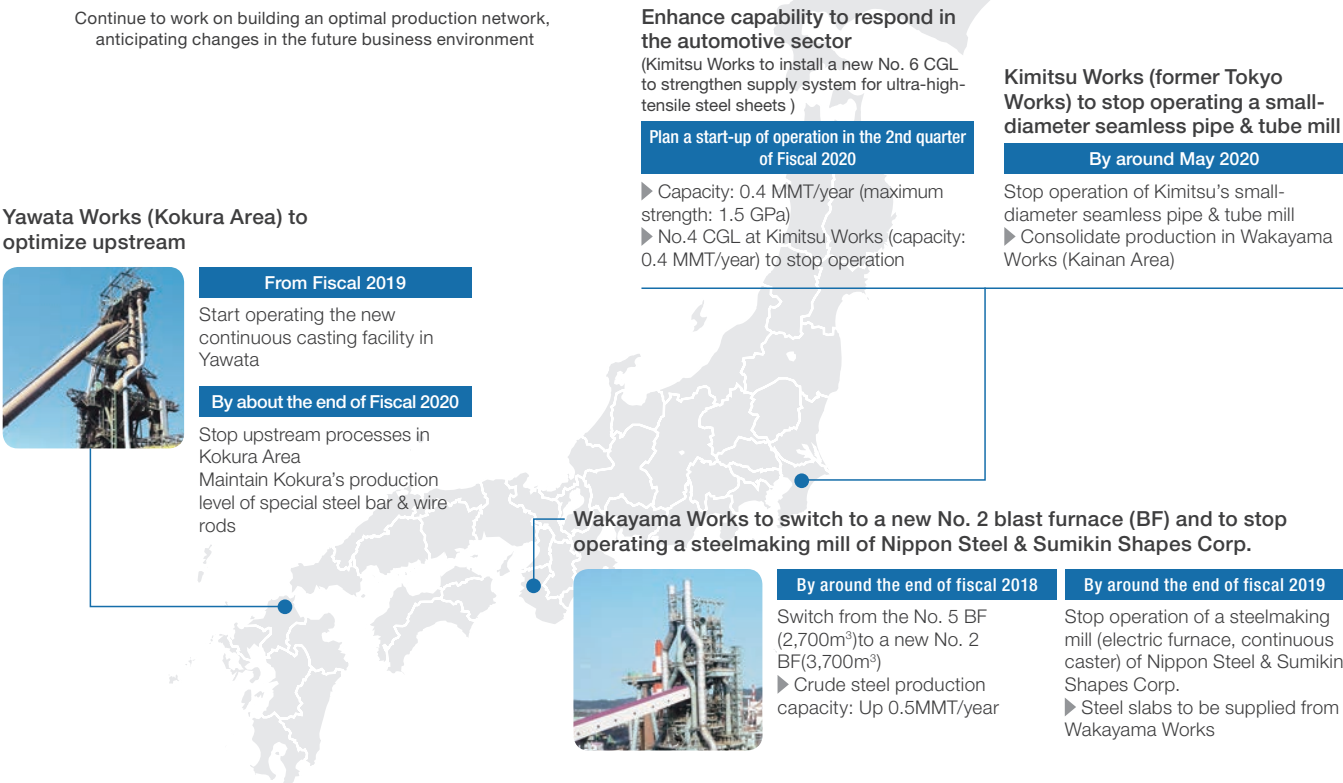 Continue to work on building an optimal production network,
anticipating changes in the future business environment
Enhance capability to respond in
the automotive sector
(Kimitsu Works to install a new No. 6 CGL
to strengthen supply system for ultra-high-
tensile steel sheets )
Plan a start-up of operation in the 2nd quarter
of Fiscal 2020
▶ Capacity: 0.4 MMT/year (maximum
strength: 1.5 GPa)
▶ No.4 CGL at Kimitsu Works (capacity:
0.4 MMT/year) to stop operation
Kimitsu Works (former Tokyo
Works) to stop operating a small-
diameter seamless pipe & tube mill
By around May 2020
Stop operation of Kimitsu's small-
diameter seamless pipe & tube mill
▶ Consolidate production in Wakayama
Works (Kainan Area)
Yawata Works (Kokura Area) to
optimize upstream
From Fiscal 2019
Start operating the new
continuous casting facility in
Yawata
By about the end of Fiscal 2020
Stop upstream processes in
Kokura Area
Maintain Kokura's production
level of special steel bar & wire
rods
Wakayama Works to switch to a new No. 2 blast furnace (BF) and to stop
operating a steelmaking mill of Nippon Steel & Sumikin Shapes Corp.
By around the end of fiscal 2018
Switch from the No. 5 BF
(2,700m³)to a new No. 2
BF(3,700m³)
▶ Crude steel production
capacity: Up 0.5MMT/year
By around the end of fiscal 2019
Stop operation of a steelmaking
mill (electric furnace, continuous
caster) of Nippon Steel & Sumikin
Shapes Corp.
▶ Steel slabs to be supplied from
Wakayama Works